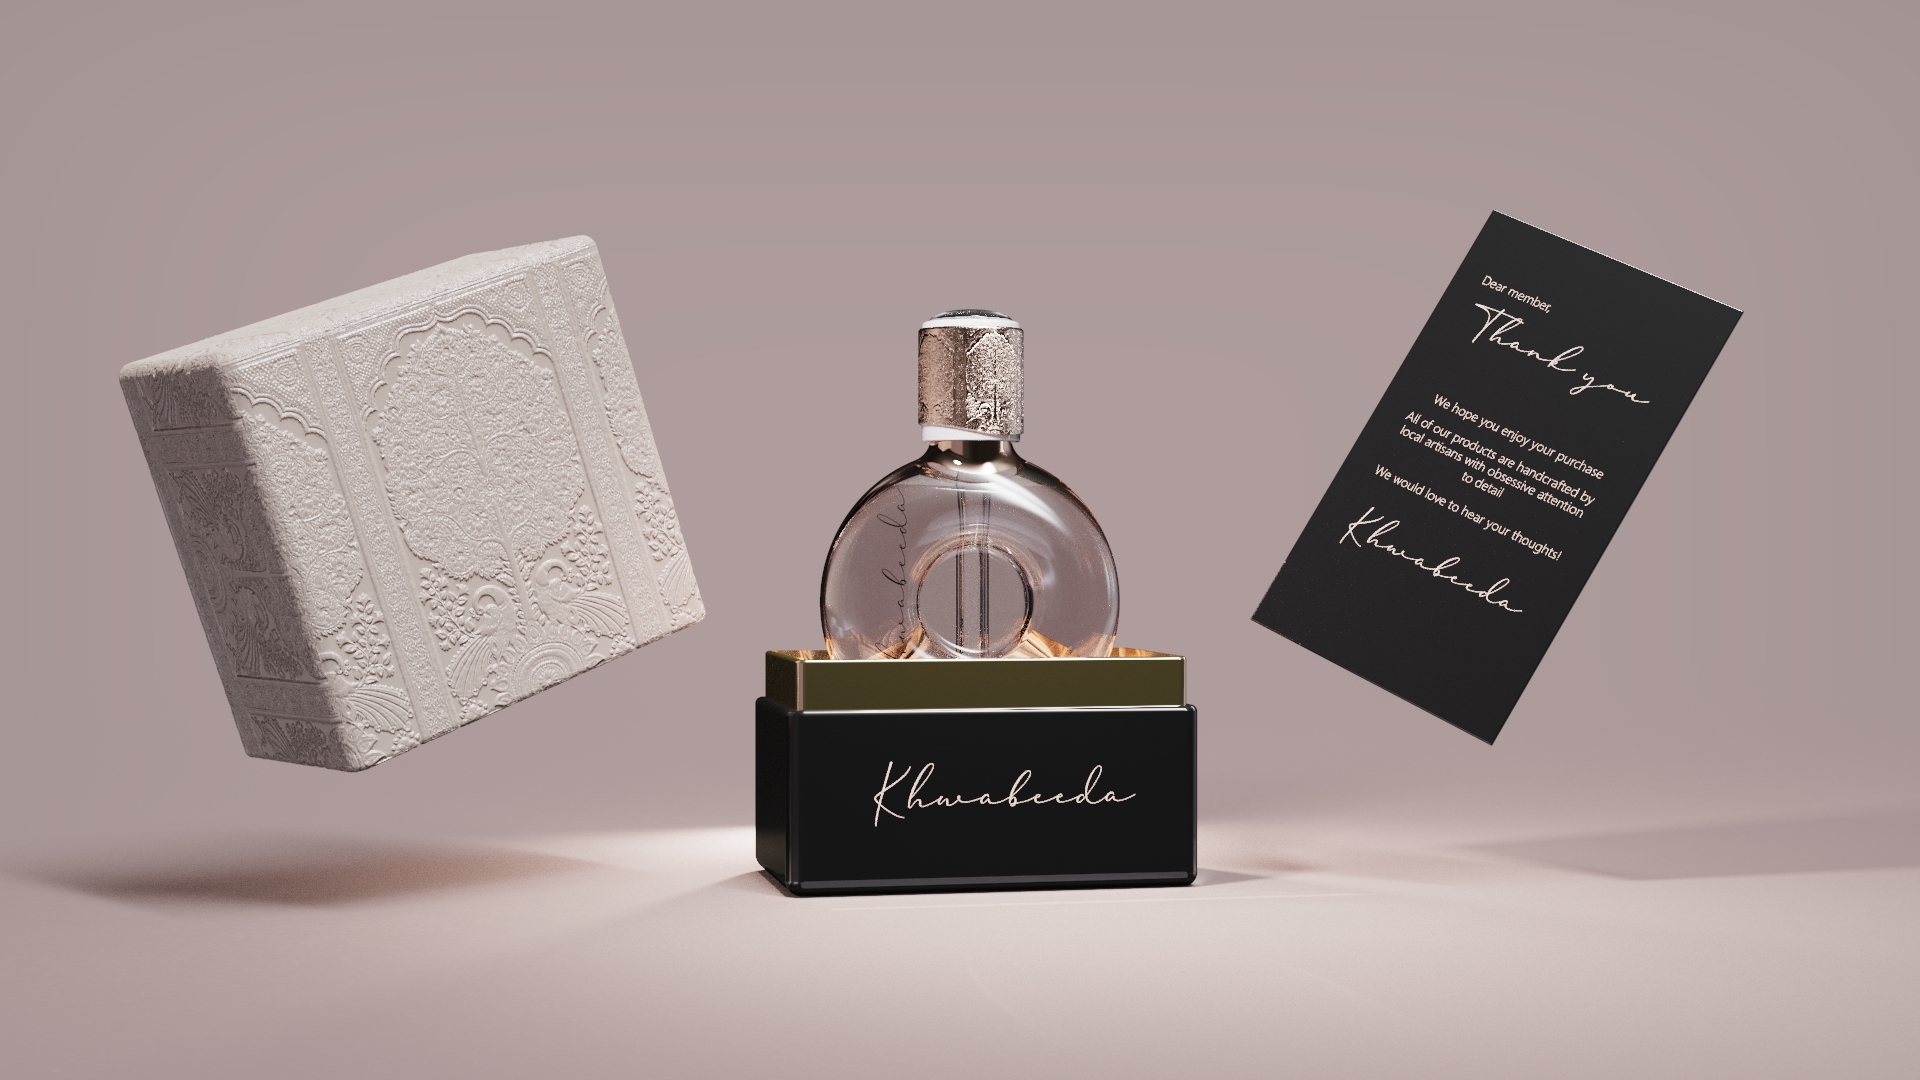 Khwabeeda
Khwabeeda
Dear member,
Thank you
We hope you enjoy your purchase
All of our products are handcrafted by
local artisans with obsessive attention
to detail
We would love to hear your thoughts!
Khwabeeda